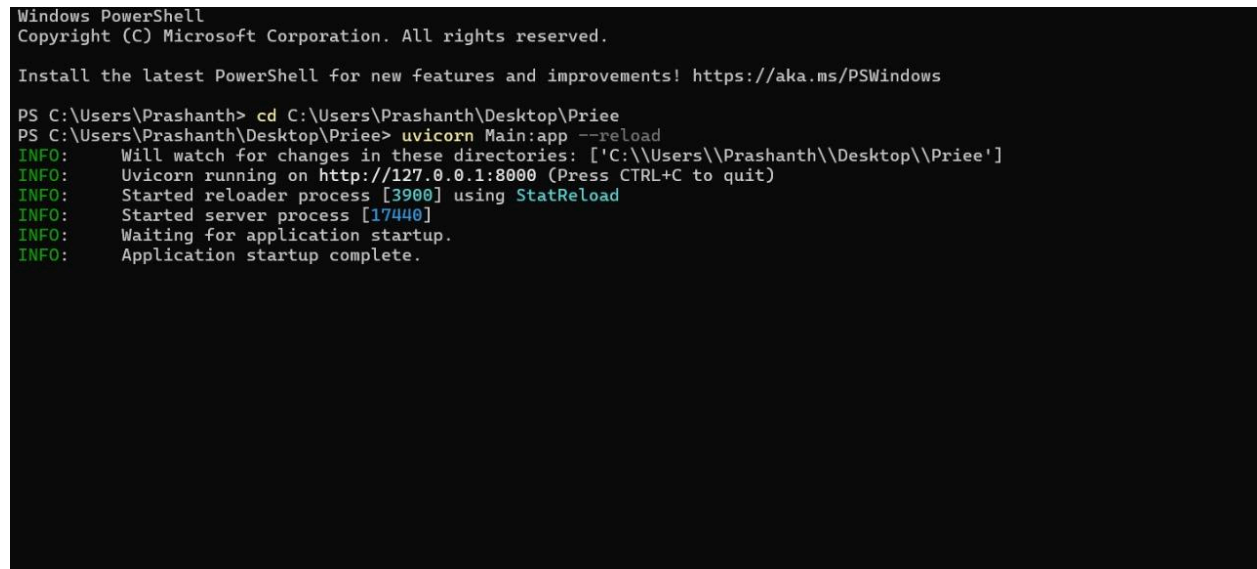 Windows PowerShell
Copyright (C) Microsoft Corporation. All rights reserved.
Install the latest PowerShell for new features and improvements! https://aka.ms/PSWindows
PS C:\Users\Prashanth> cd C:\Users\Prashanth\Desktop\Priee
PS C:\Users\Prashanth\Desktop\Priee> uvicorn Main:app --reload
INFO:     Will watch for changes in these directories: ['C:\\Users\\Prashanth\\Desktop\\Priee']
INFO:     Uvicorn running on http://127.0.0.1:8000 (Press CTRL+C to quit)
INFO:     Started reloader process [3900] using StatReload
INFO:     Started server process [17440]
INFO:     Waiting for application startup.
INFO:     Application startup complete.